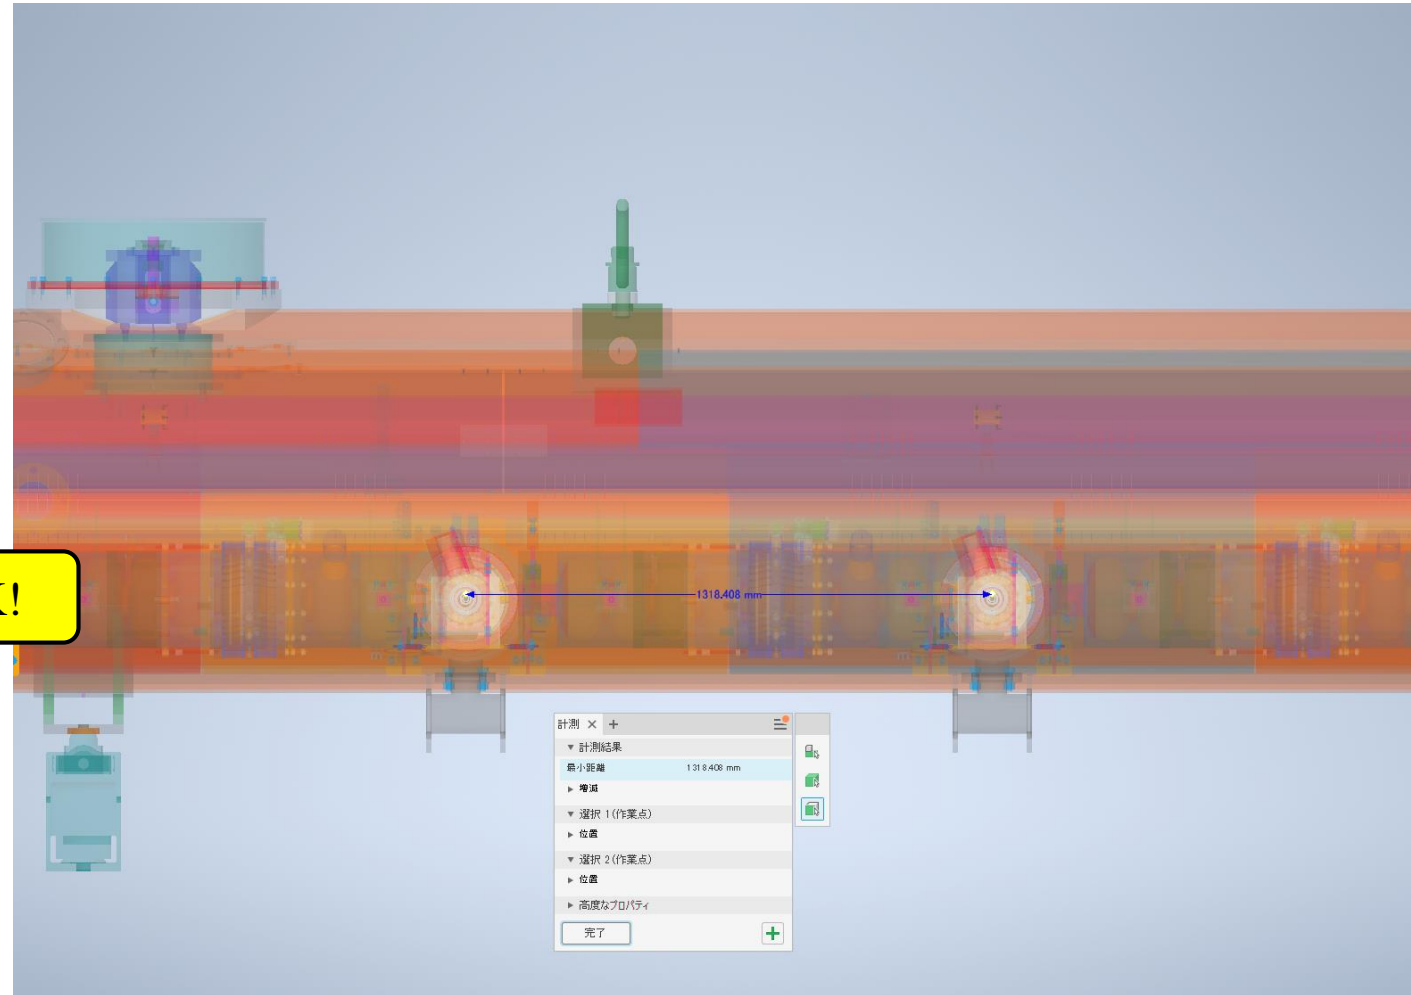 K!
1318.408 mm
計測 × +
▼ 計測結果
最小距離 1318.408 mm
▶ 増減
▼ 選択 1(作業点)
▶ 位置
▼ 選択 2(作業点)
▶ 位置
▶ 高度なプロパティ
完了